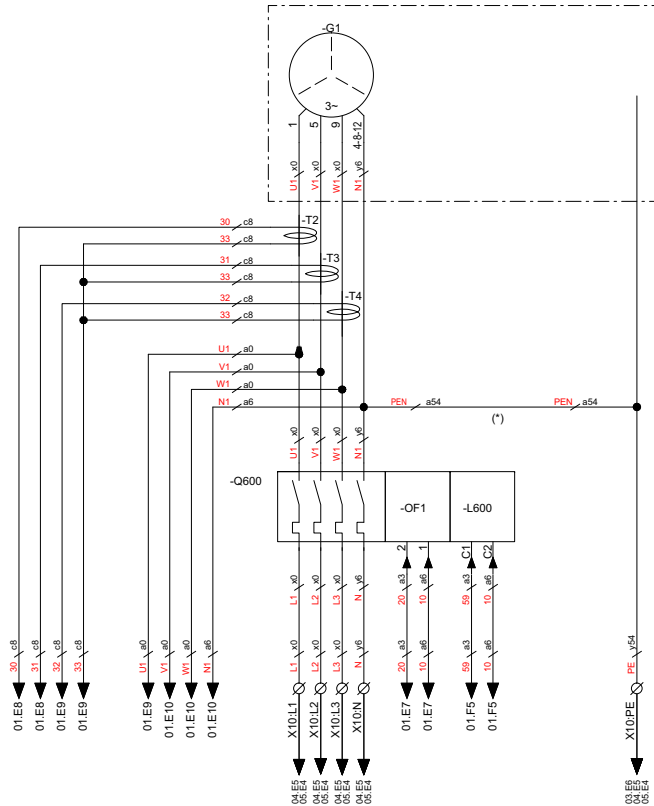 -G1
3~
1 5 9 4-8-12
x0 x0 x0 y6
U1 V1 W1 N1
-T2
30 c8
33 c8
-T3
31 c8
33 c8
-T4
32 c8
33 c8
U1 a0
V1 a0
W1 a0
N1 a6
PEN a54
PEN a54
(*)
x0 x0 x0 y6
U1 V1 W1 N1
-Q600
-OF1
-L600
2 1 C1 C2
x0 x0 x0 y6 a3 a6 a3 a6
L1 L2 L3 N 20 10 59 10
c8 c8 c8 c8 a0 a0 a0 a6 x0 x0 x0 y6 a3 a6 a3 a6 y54
30 31 32 33 U1 V1 W1 N1 L1 L2 L3 N 20 10 59 10 PE
01.E8 01.E8 01.E9 01.E9 01.E9 01.E10 01.E10 01.E10 X10:L1 X10:L2 X10:L3 X10:N 01.E7 01.E7 01.F5 01.F5 X10:PE
04.E5 04.E5 04.E5 04.E5 03.E6
05.E4 05.E4 05.E4 05.E4 04.E5
05.E4